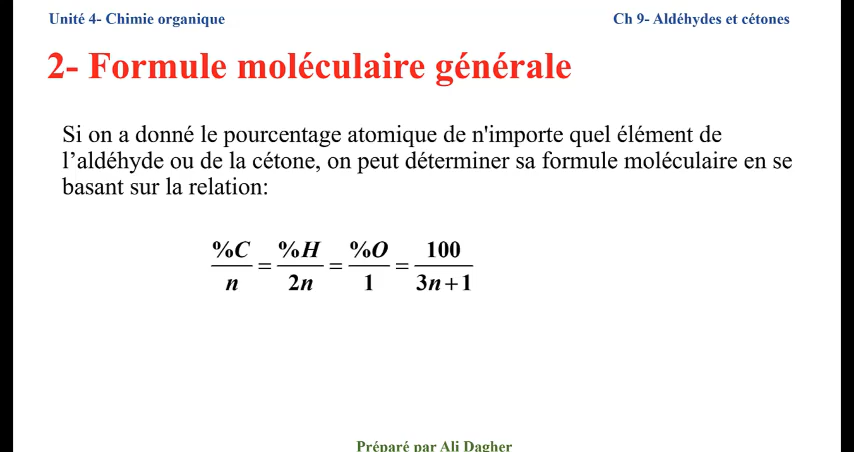 Unité 4- Chimie organique
Ch 9- Aldéhydes et cétones
2- Formule moléculaire générale
Si on a donné le pourcentage atomique de n'importe quel élément de
l’aldéhyde ou de la cétone, on peut déterminer sa formule moléculaire en se
basant sur la relation:
%C/n = %H/2n = %O/1 = 100/3n+1
Préparé par Ali Dagher